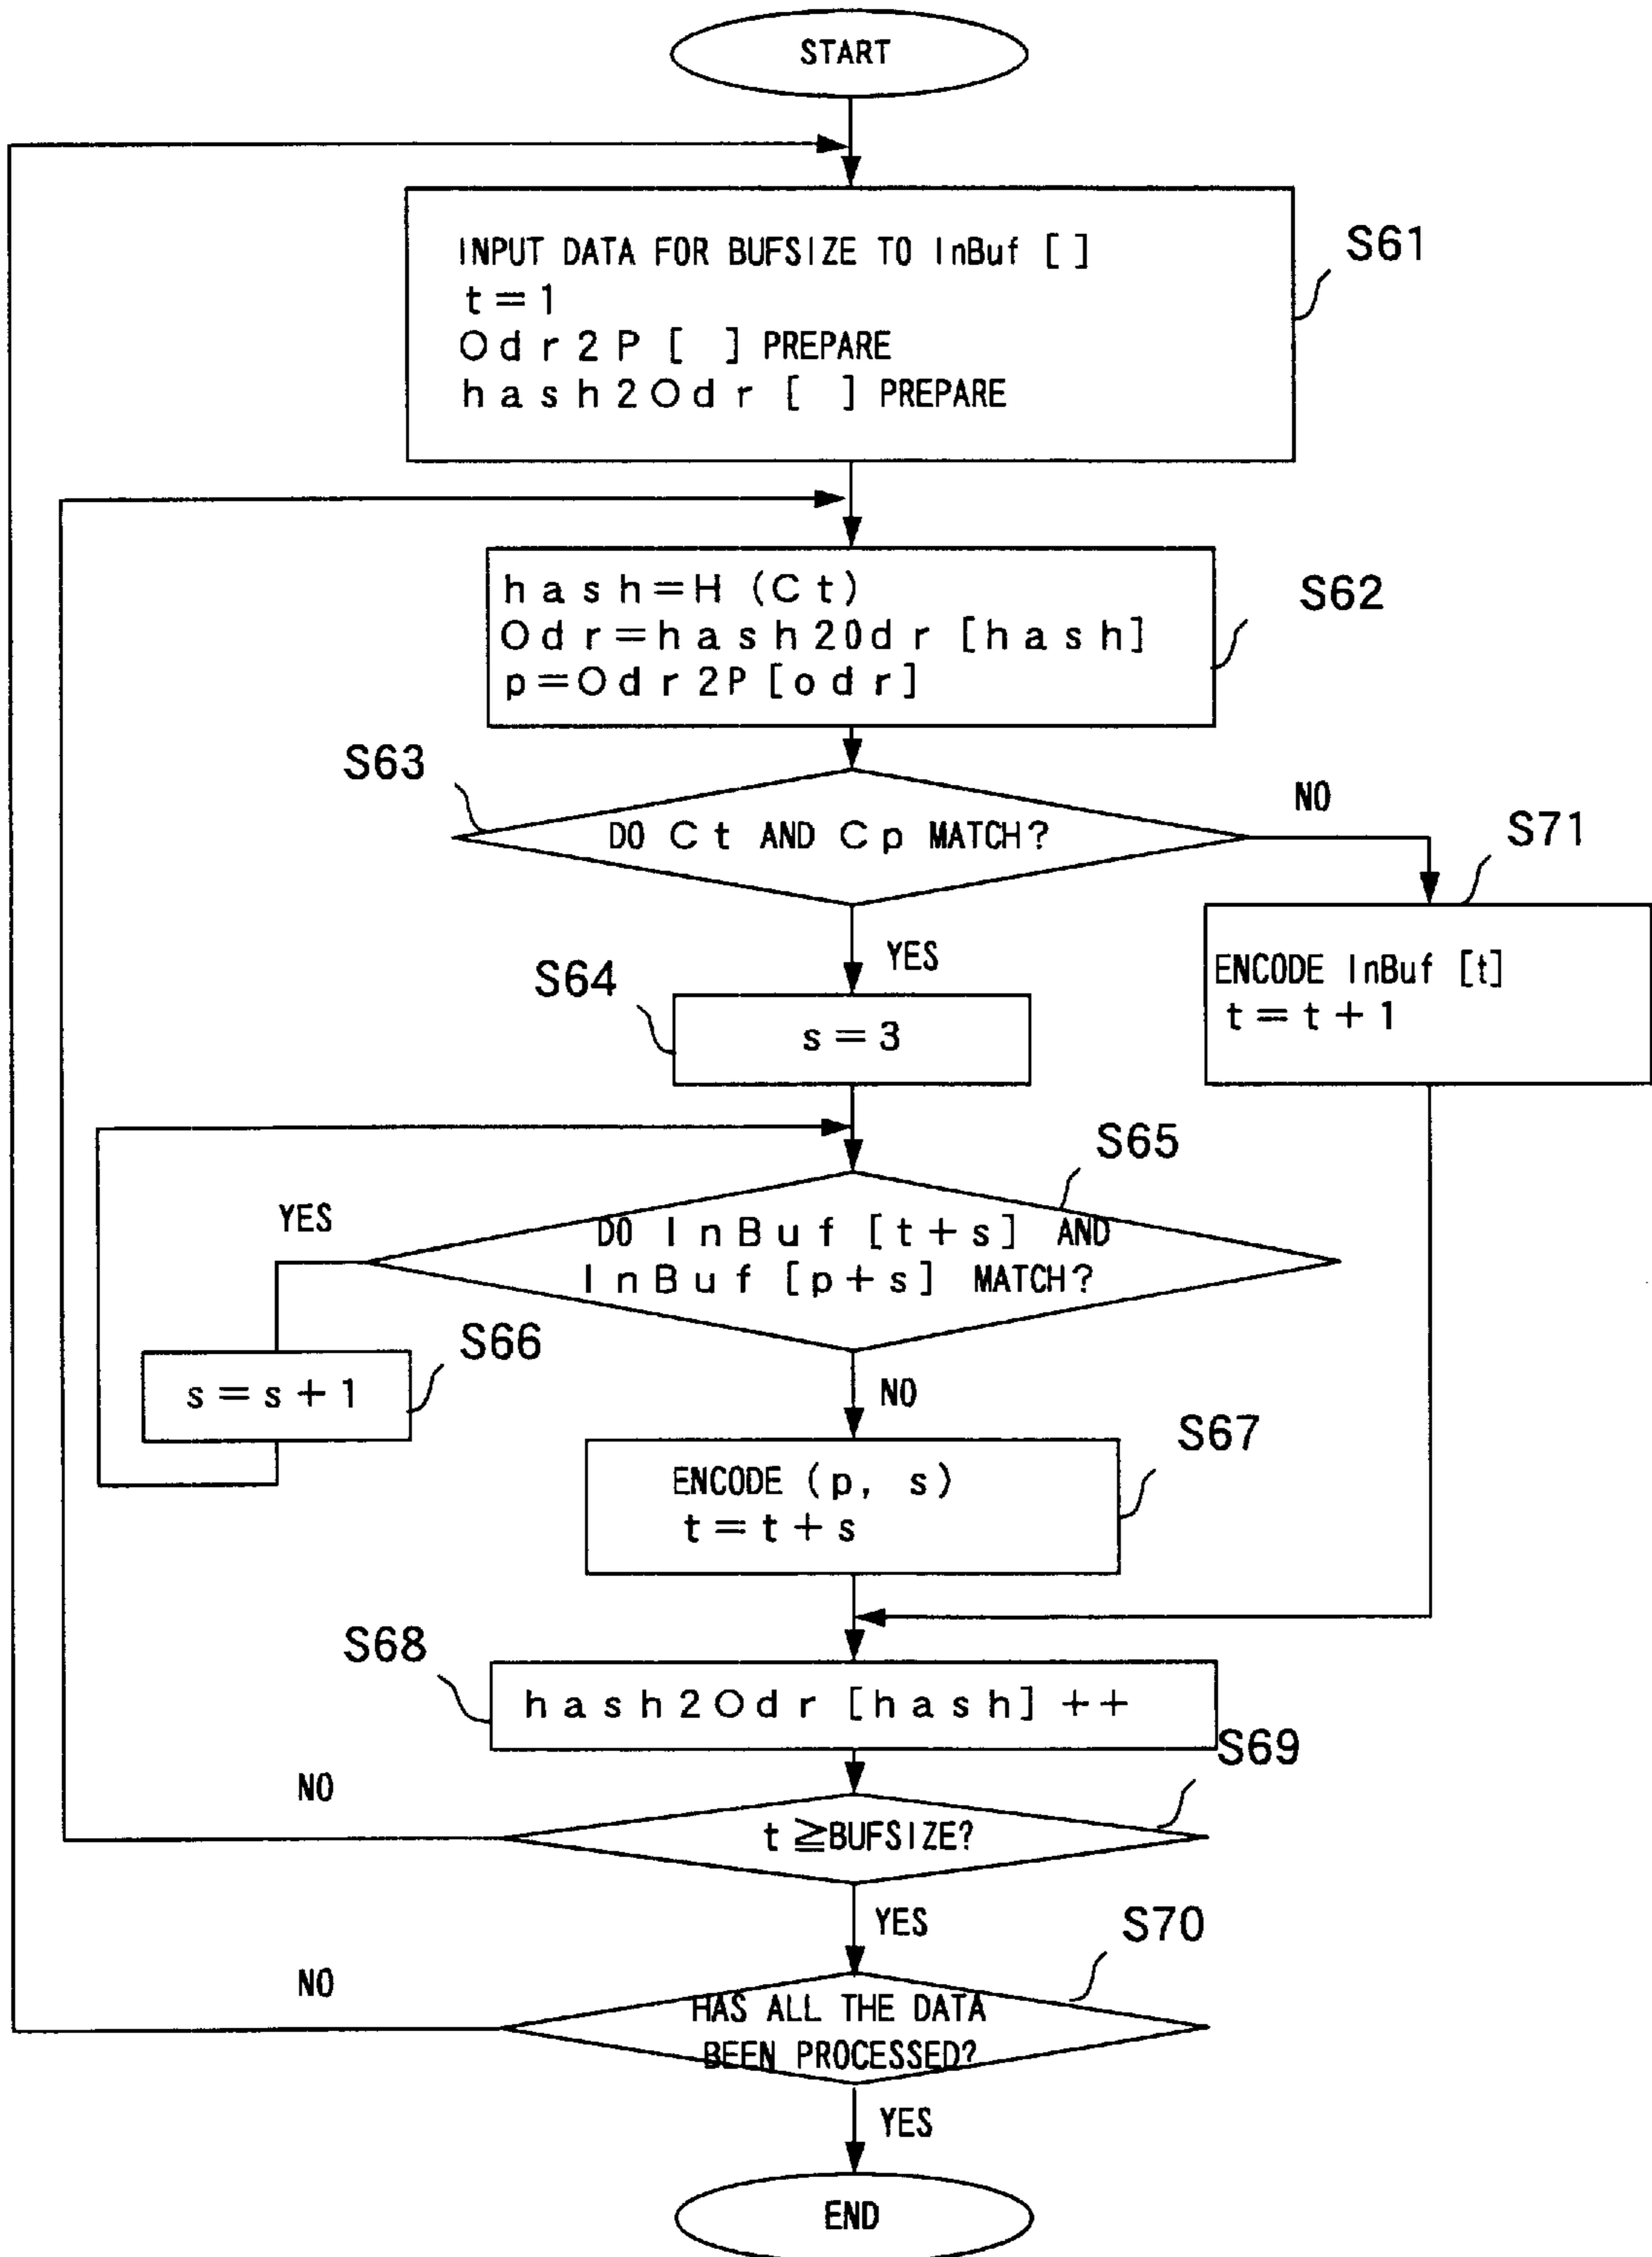 START
INPUT DATA FOR BUFSIZE TO InBuf [ ]
t=1
Odr2P [ ] PREPARE
hash2Odr [ ] PREPARE
S61
hash=H (Ct)
Odr=hash20dr [hash]
p=Odr2P [odr]
S62
S63
DO Ct AND Cp MATCH?
NO
S71
YES
ENCODE InBuf [t]
t=t+1
S64
s=3
S65
YES
DO InBuf [t+s] AND
InBuf [p+s] MATCH?
S66
s=s+1
NO
S67
ENCODE (p, s)
t=t+s
S68
hash2Odr [hash] ++
S69
NO
t ≧BUFSIZE?
YES
S70
NO
HAS ALL THE DATA
BEEN PROCESSED?
YES
END